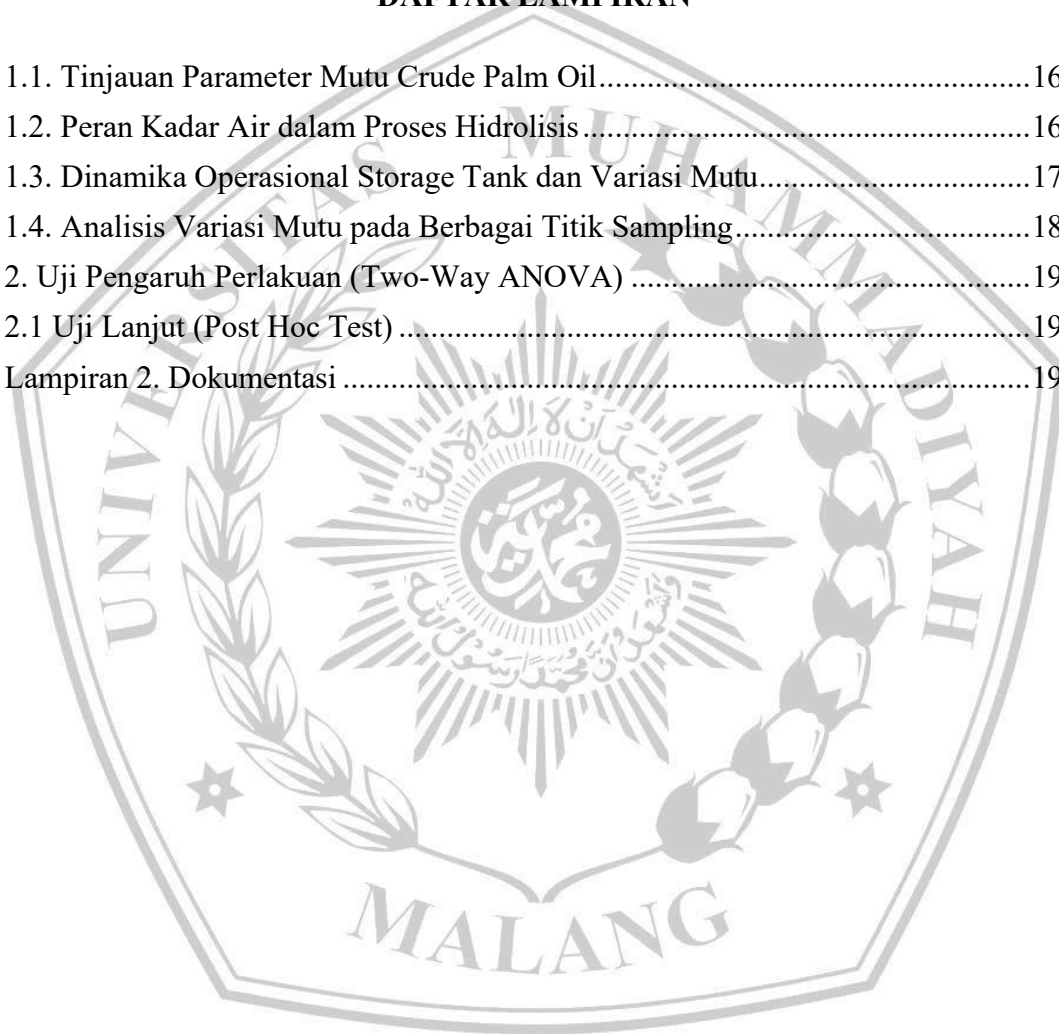 DAFTAR LAMPIRAN
1.1. Tinjauan Parameter Mutu Crude Palm Oil......................................................16
1.2. Peran Kadar Air dalam Proses Hidrolisis........................................................16
1.3. Dinamika Operasional Storage Tank dan Variasi Mutu..................................17
1.4. Analisis Variasi Mutu pada Berbagai Titik Sampling.....................................18
2. Uji Pengaruh Perlakuan (Two-Way ANOVA)..................................................19
2.1 Uji Lanjut (Post Hoc Test)................................................................................19
Lampiran 2. Dokumentasi.......................................................................................19
UNIVERSITAS MUHAMMADIYAH
MALANG